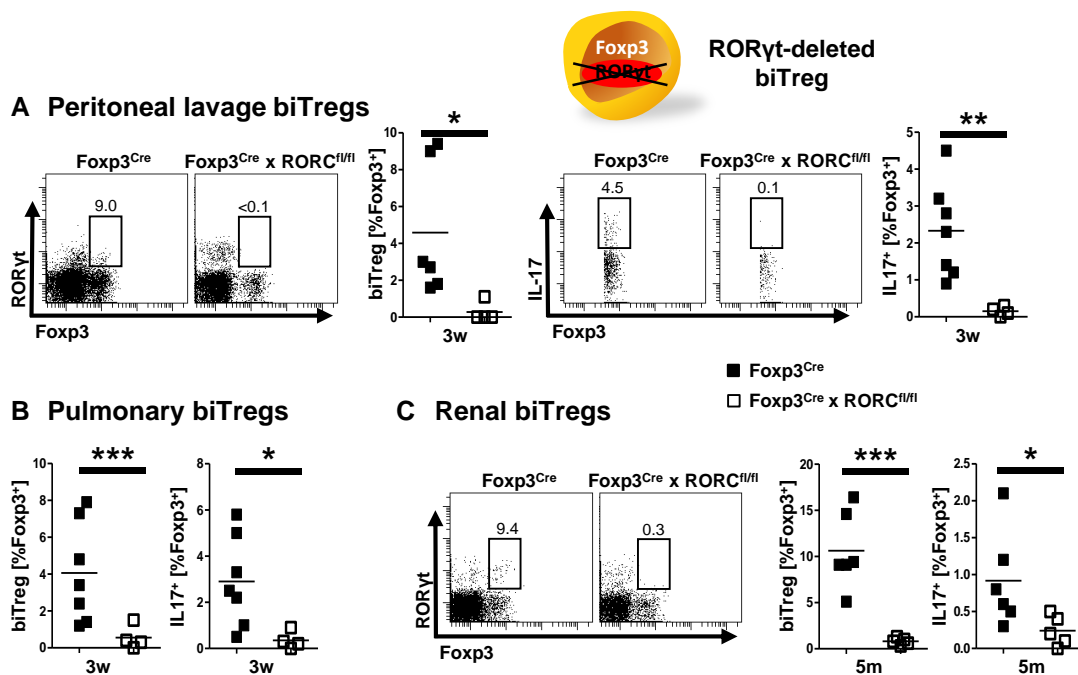 Foxp3
RORγt
RORγt-deleted
biTreg
A Peritoneal lavage biTregs
Foxp3Cre
Foxp3Cre x RORCfl/fl
9.0
<0.1
RORγt
Foxp3
*
biTreg [%Foxp3+]
10
8
6
4
2
0
3w
Foxp3Cre
Foxp3Cre x RORCfl/fl
4.5
0.1
IL-17
Foxp3
**
IL17+ [%Foxp3+]
5
4
3
2
1
0
3w
Foxp3Cre
Foxp3Cre x RORCfl/fl
B Pulmonary biTregs
***
biTreg [%Foxp3+]
10
8
6
4
2
0
3w
*
IL17+ [%Foxp3+]
8
6
4
2
0
3w
C Renal biTregs
Foxp3Cre
Foxp3Cre x RORCfl/fl
9.4
0.3
RORγt
Foxp3
***
biTreg [%Foxp3+]
20
15
10
5
0
5m
*
IL17+ [%Foxp3+]
2.5
2.0
1.5
1.0
0.5
0.0
5m